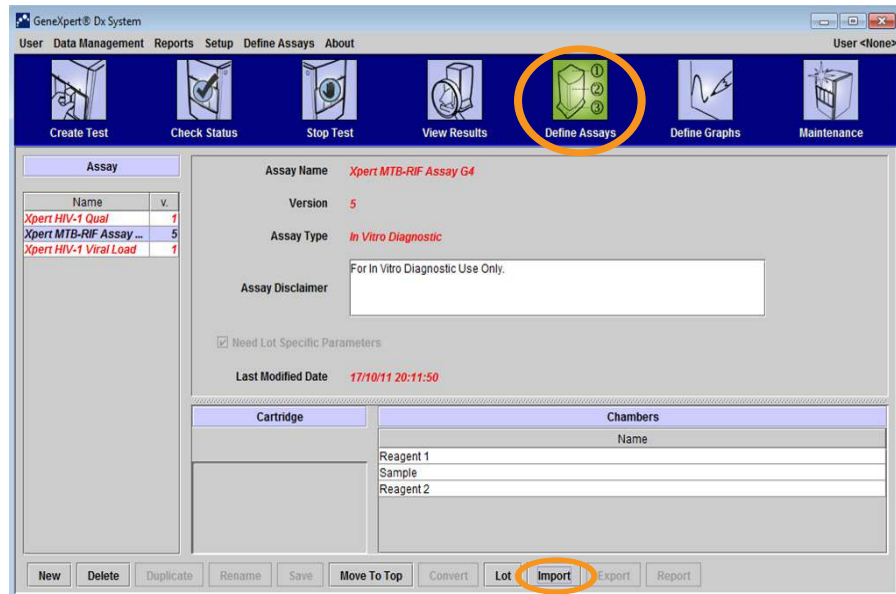 GeneXpert® Dx System
User Data Management Reports Setup Define Assays About User <None>
① ② ③
Create Test Check Status Stop Test View Results Define Assays Define Graphs Maintenance
Assay
Name v.
Xpert HIV-1 Qual 1
Xpert MTB-RIF Assay ... 5
Xpert HIV-1 Viral Load 1
Assay Name Xpert MTB-RIF Assay G4
Version 5
Assay Type In Vitro Diagnostic
Assay Disclaimer For In Vitro Diagnostic Use Only.
Need Lot Specific Parameters
Last Modified Date 17/10/11 20:11:50
Cartridge
Chambers
Name
Reagent 1
Sample
Reagent 2
New Delete Duplicate Rename Save Move To Top Convert Lot Import Export Report